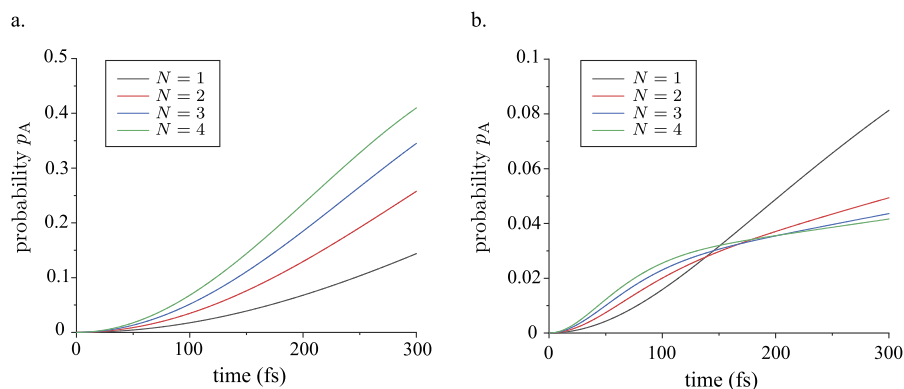 a.
probability pA
0.5
0.4
0.3
0.2
0.1
0
N = 1
N = 2
N = 3
N = 4
0 100 200 300
time (fs)
b.
probability pA
0.1
0.08
0.06
0.04
0.02
0
N = 1
N = 2
N = 3
N = 4
0 100 200 300
time (fs)